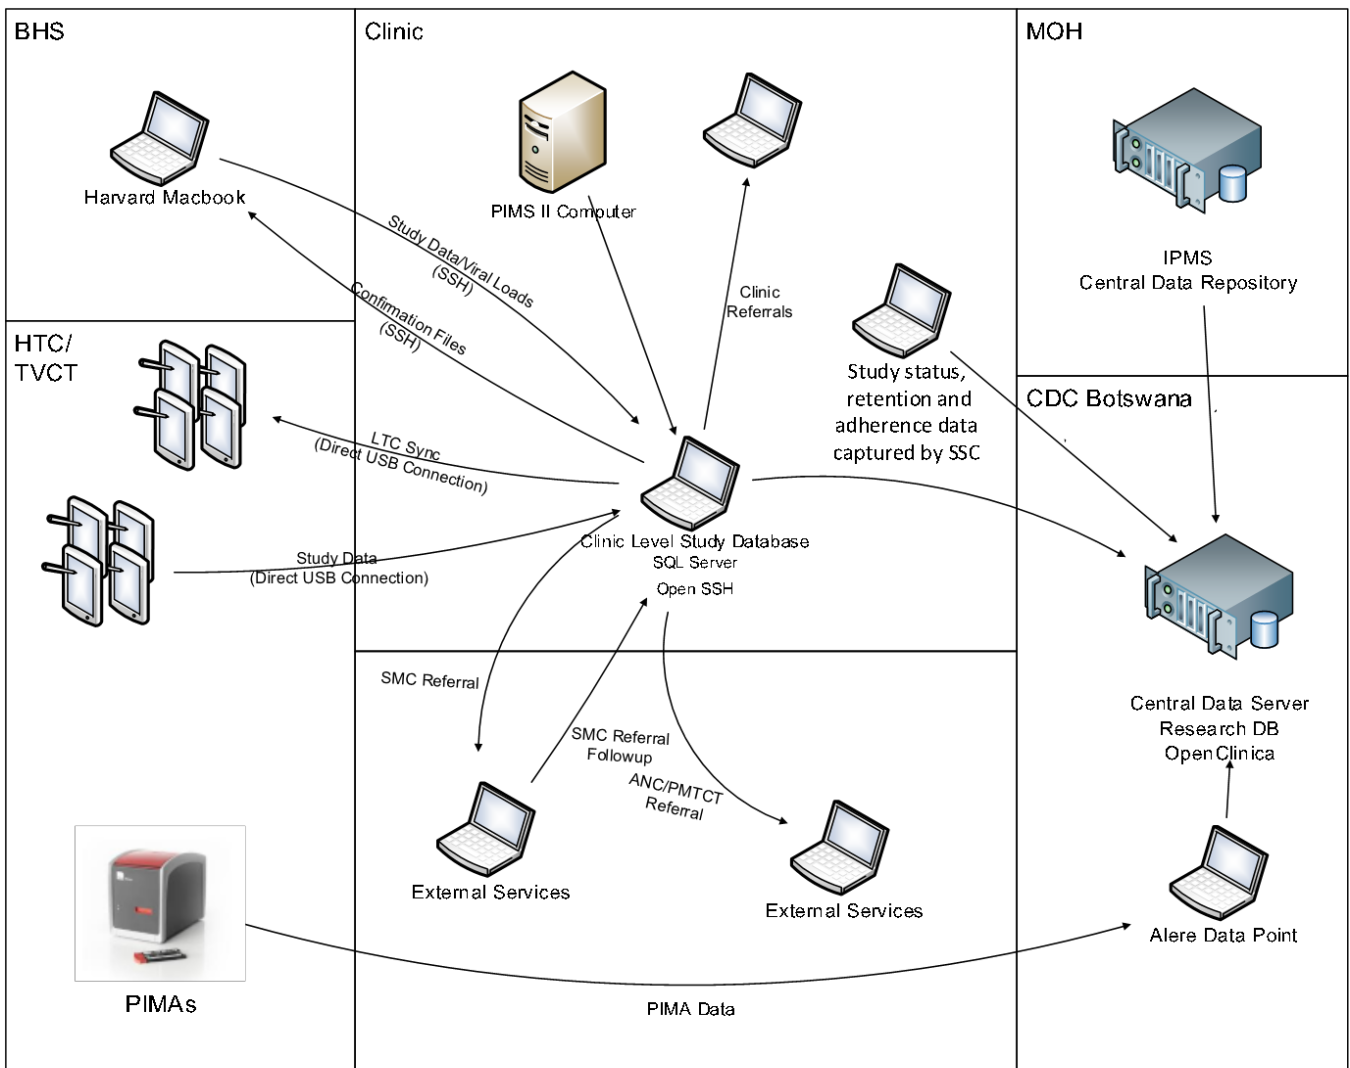 BHS
Clinic
MOH
Harvard Macbook
PIMS II Computer
Study Data/Viral Loads
(SSH)
Confirmation Files
(SSH)
Clinic
Referrals
IPMS
Central Data Repository
HTC/
TVCT
Study status,
retention and
adherence data
captured by SSC
CDC Botswana
LTC Sync
(Direct USB Connection)
Study Data
(Direct USB Connection)
Clinic Level Study Database
SQL Server
Open SSH
SMC Referral
SMC Referral
Followup
ANC/PMTCT
Referral
Central Data Server
Research DB
OpenClinica
External Services
External Services
Alere Data Point
PIMAs
PIMA Data